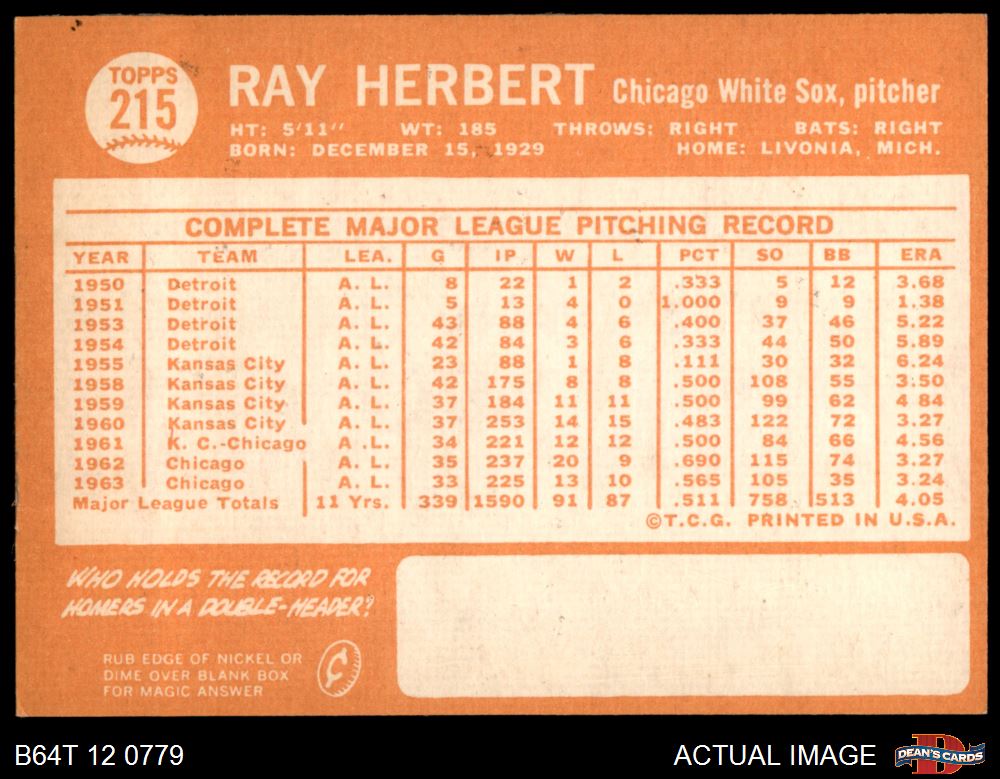 TOPPS
215
RAY HERBERT Chicago White Sox, pitcher
HT: 5'11" WT: 185 THROWS: RIGHT BATS: RIGHT
BORN: DECEMBER 15, 1929 HOME: LIVONIA, MICH.
COMPLETE MAJOR LEAGUE PITCHING RECORD
YEAR TEAM LEA. G IP W L PCT SO BB ERA
1950 Detroit A. L. 8 22 1 2 .333 5 12 3.68
1951 Detroit A. L. 5 13 4 0 1.000 9 9 1.38
1953 Detroit A. L. 43 88 4 6 .400 37 46 5.22
1954 Detroit A. L. 42 84 3 6 .333 44 50 5.89
1955 Kansas City A. L. 23 88 1 8 .111 30 32 6.24
1958 Kansas City A. L. 42 175 8 8 .500 108 55 3.50
1959 Kansas City A. L. 37 184 11 11 .500 99 62 4 84
1960 Kansas City A. L. 37 253 14 15 .483 122 72 3.27
1961 K. C.-Chicago A .L. 34 221 12 12 .500 84 66 4.56
1962 Chicago A. L. 35 237 20 9 .690 115 74 3.27
1963 Chicago A. L. 33 225 13 10 .565 105 35 3.24
Major League Totals 11 Yrs. 339 1590 91 87 .511 758 513 4.05
©T.C.G. PRINTED IN U.S.A.
WHO HOLDS THE RECORD FOR
HOMERS IN A DOUBLE-HEADER?
RUB EDGE OF NICKEL OR
DIME OVER BLANK BOX
FOR MAGIC ANSWER
B64T 12 0779 ACTUAL IMAGE DEAN'S CARDS